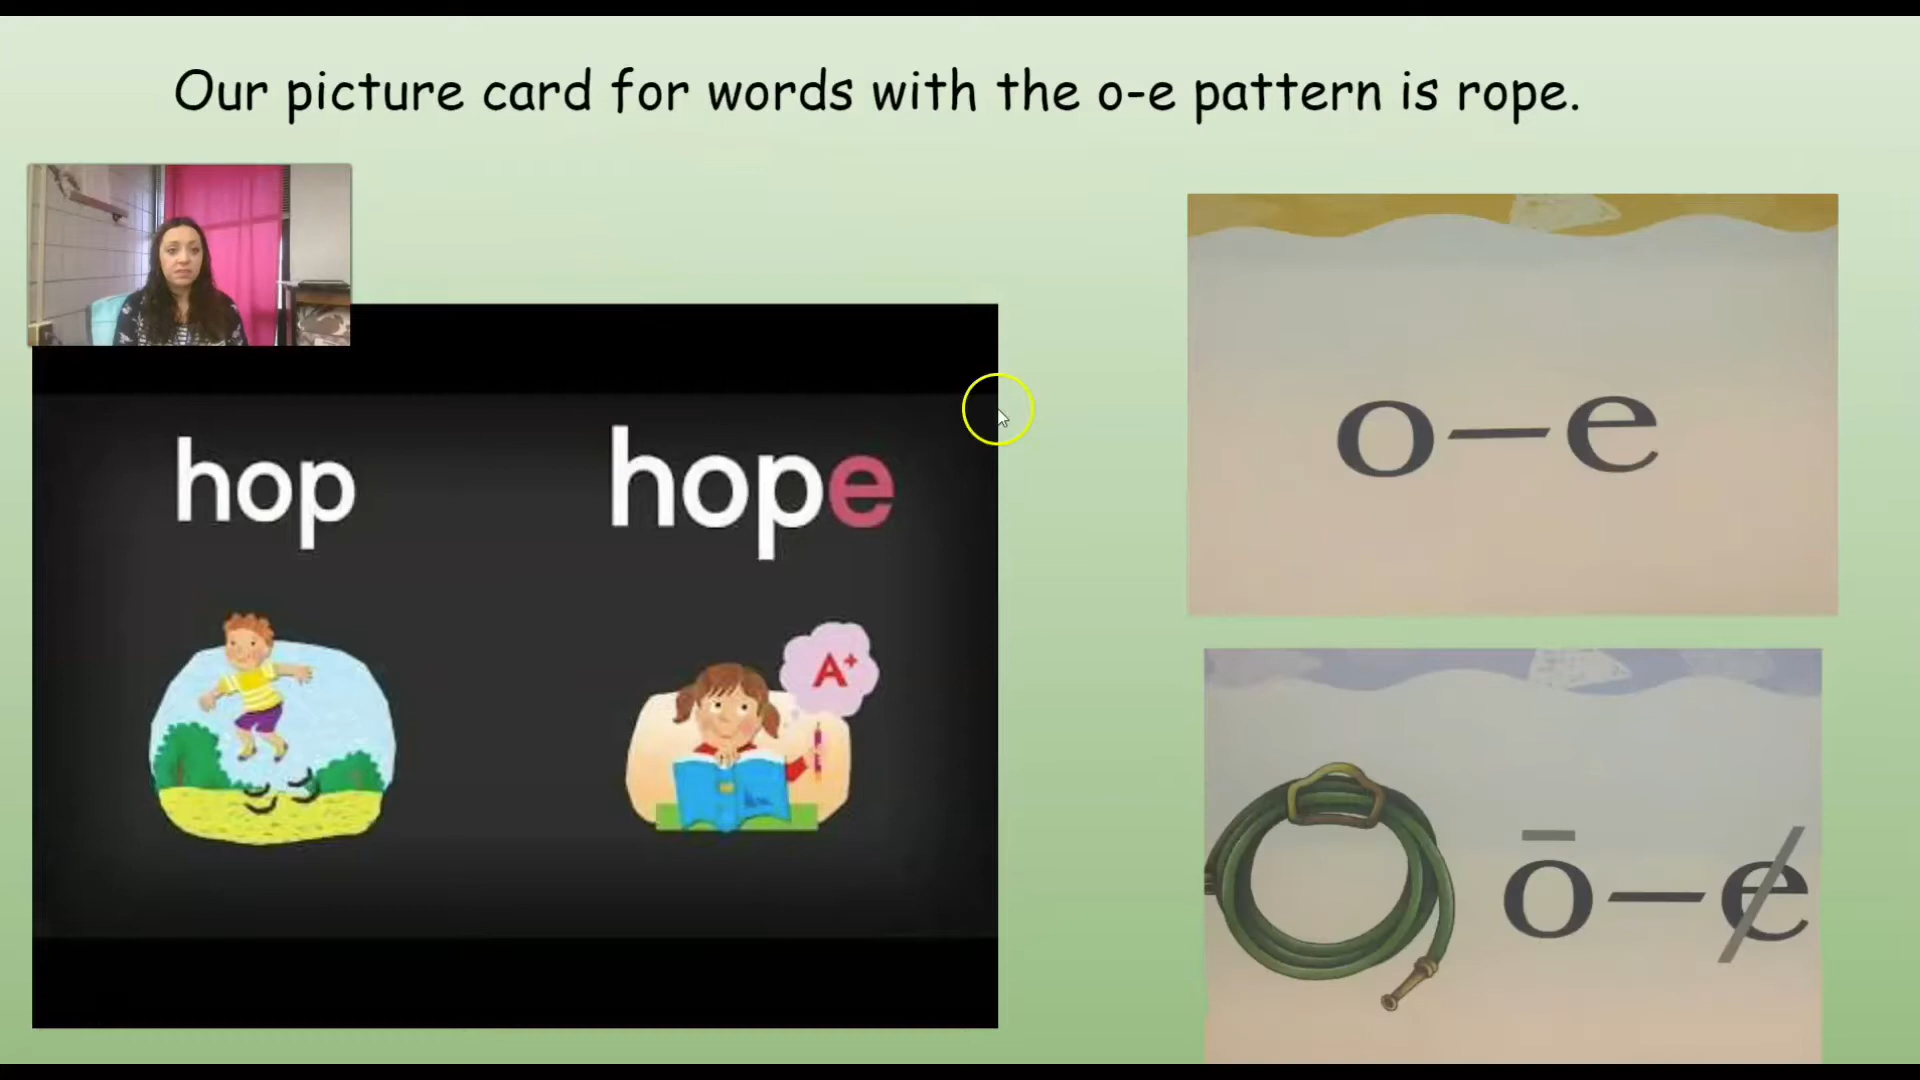 Our picture card for words with the o-e pattern is rope.
hop
hope
A+
o–e
ō–e